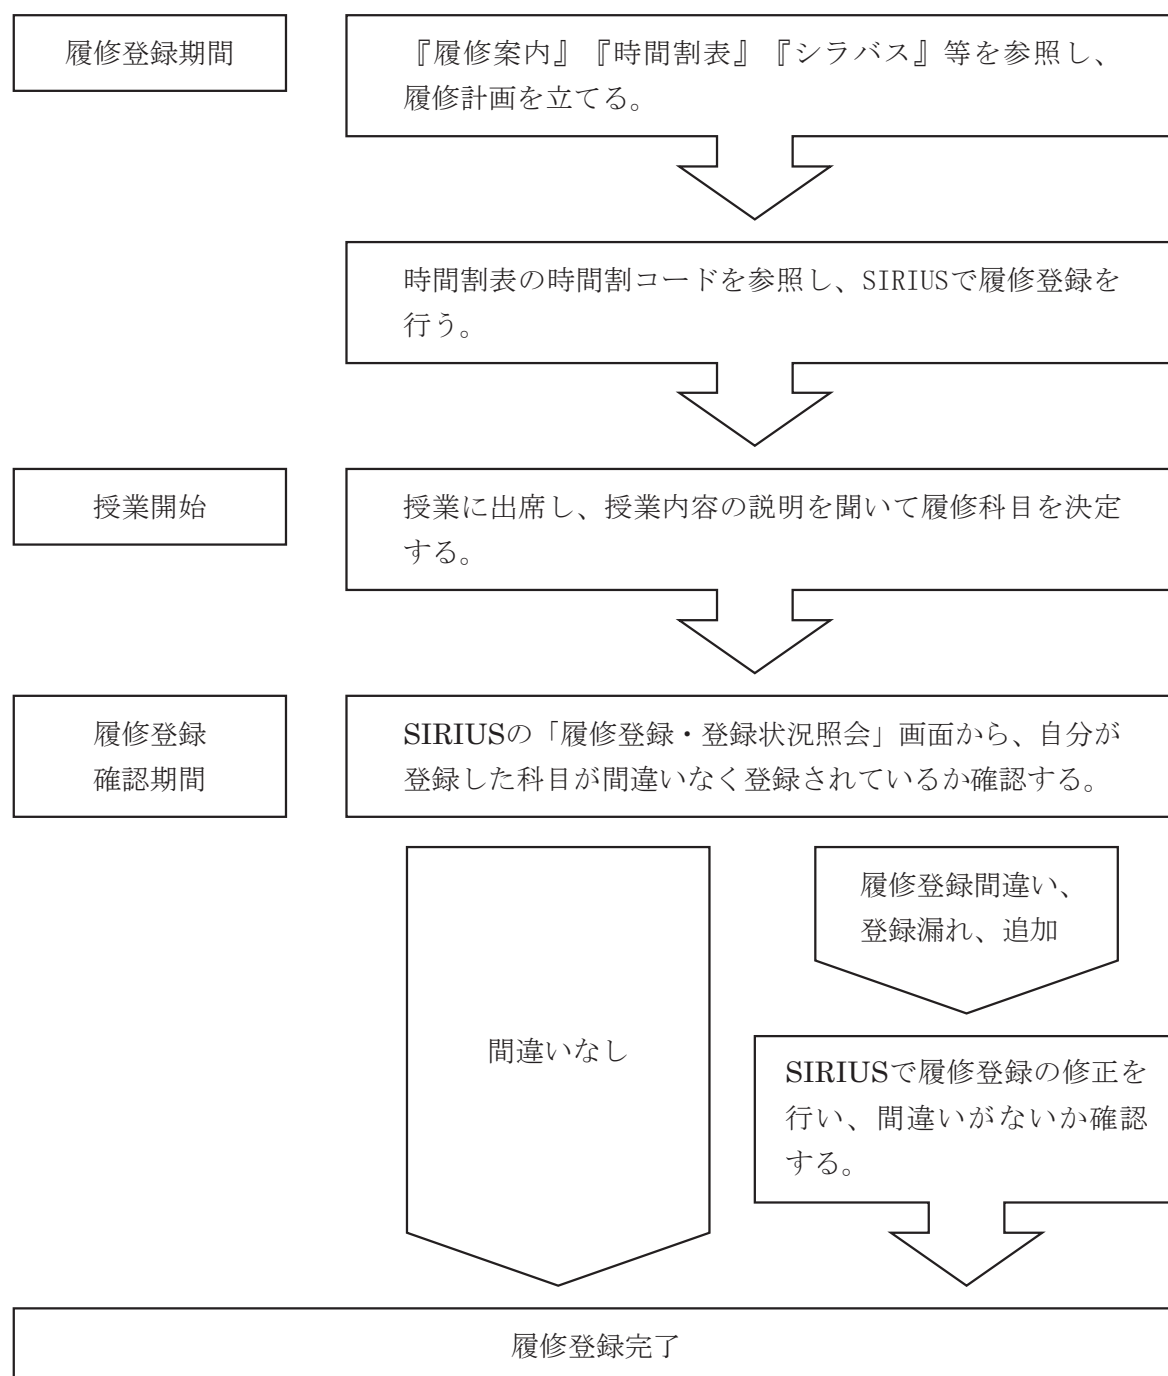 履修登録期間
『履修案内』『時間割表』『シラバス』等を参照し、
履修計画を立てる。
時間割表の時間割コードを参照し、SIRIUSで履修登録を
行う。
授業開始
授業に出席し、授業内容の説明を聞いて履修科目を決定
する。
履修登録
確認期間
SIRIUSの「履修登録・登録状況照会」画面から、自分が
登録した科目が間違いなく登録されているか確認する。
間違いなし
履修登録間違い、
登録漏れ、追加
SIRIUSで履修登録の修正を
行い、間違いがないか確認
する。
履修登録完了